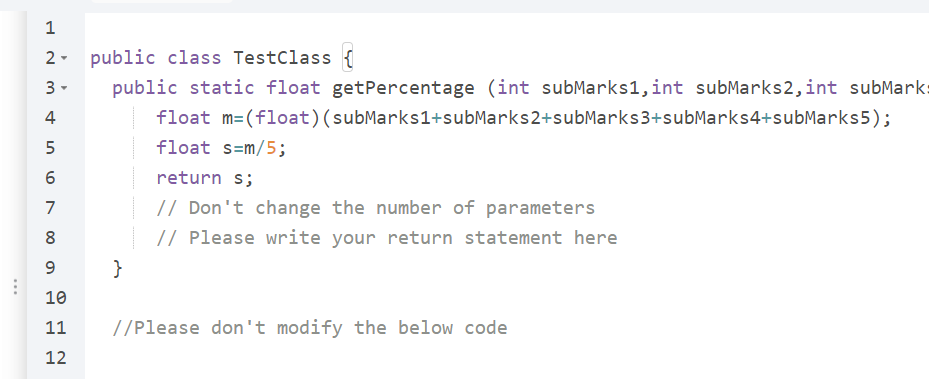 1
2 public class TestClass {
3 public static float getPercentage (int subMarks1,int subMarks2,int subMarks
4 float m=(float)(subMarks1+subMarks2+subMarks3+subMarks4+subMarks5);
5 float s=m/5;
6 return s;
7 // Don't change the number of parameters
8 // Please write your return statement here
9 }
10
11 //Please don't modify the below code
12